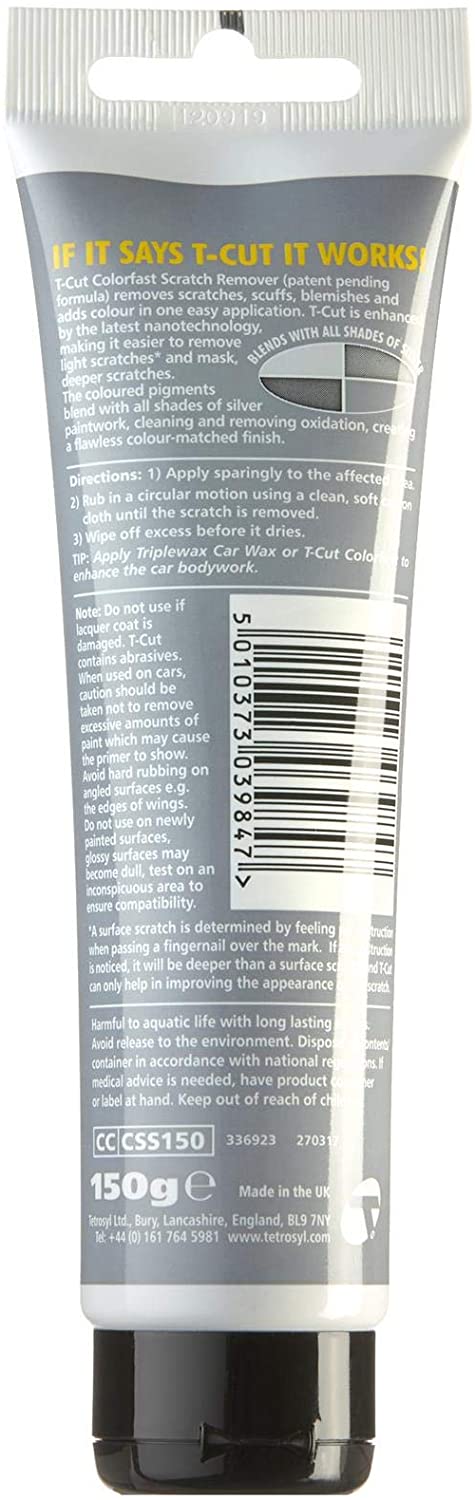 120919
IF IT SAYS T-CUT IT WORKS!
T-Cut Colorfast Scratch Remover (patent pending
formula) removes scratches, scuffs, blemishes and
adds colour in one easy application. T-Cut is enhanced
by the latest nanotechnology,
making it easier to remove
light scratches* and mask,
deeper scratches.
The coloured pigments
blend with all shades of silver
paintwork, cleaning and removing oxidation, creating
a flawless colour-matched finish.
BLENDS WITH ALL SHADES OF SILVER
Directions: 1) Apply sparingly to the affected area.
2) Rub in a circular motion using a clean, soft cotton
cloth until the scratch is removed.
3) Wipe off excess before it dries.
TIP: Apply Triplewax Car Wax or T-Cut Colorfast to
enhance the car bodywork.
Note: Do not use if
lacquer coat is
damaged. T-Cut
contains abrasives.
When used on cars,
caution should be
taken not to remove
excessive amounts of
paint which may cause
the primer to show.
Avoid hard rubbing on
angled surfaces e.g.
the edges of wings.
Do not use on newly
painted surfaces,
glossy surfaces may
become dull, test on an
inconspicuous area to
ensure compatibility.
5 010373 039847 >
*A surface scratch is determined by feeling
when passing a fingernail over the mark. If
is noticed, it will be deeper than a surface and T-Cut
can only help in improving the appearance scratch.
Harmful to aquatic life with long lasting
Avoid release to the environment. Dispose
container in accordance with national regulations. If
medical advice is needed, have product
or label at hand. Keep out of reach of
CC CSS150 336923 270317
150g e Made in the UK
Tetrosyl Ltd., Bury, Lancashire, England, BL9 7NY
Tel: +44 (0) 161 764 5981 www.tetrosyl.com
T®